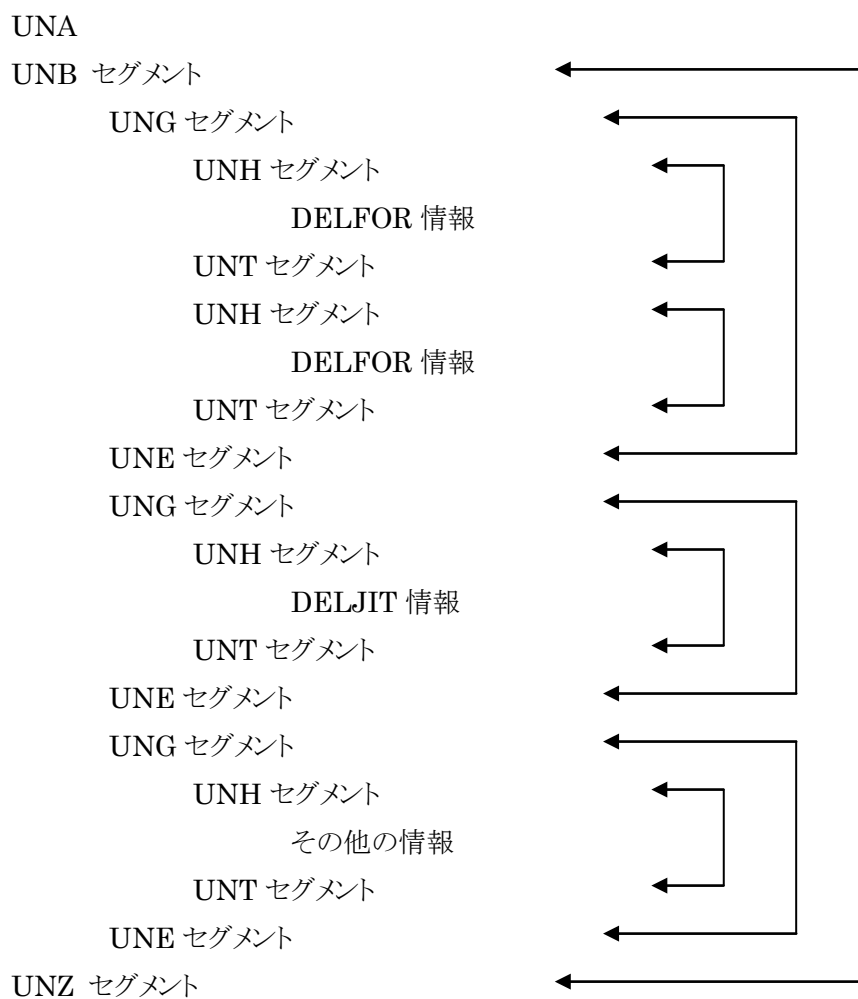 UNA
UNB セグメント
UNG セグメント
UNH セグメント
DELFOR 情報
UNT セグメント
UNH セグメント
DELFOR 情報
UNT セグメント
UNE セグメント
UNG セグメント
UNH セグメント
DELJIT 情報
UNT セグメント
UNE セグメント
UNG セグメント
UNH セグメント
その他の情報
UNT セグメント
UNE セグメント
UNZ セグメント